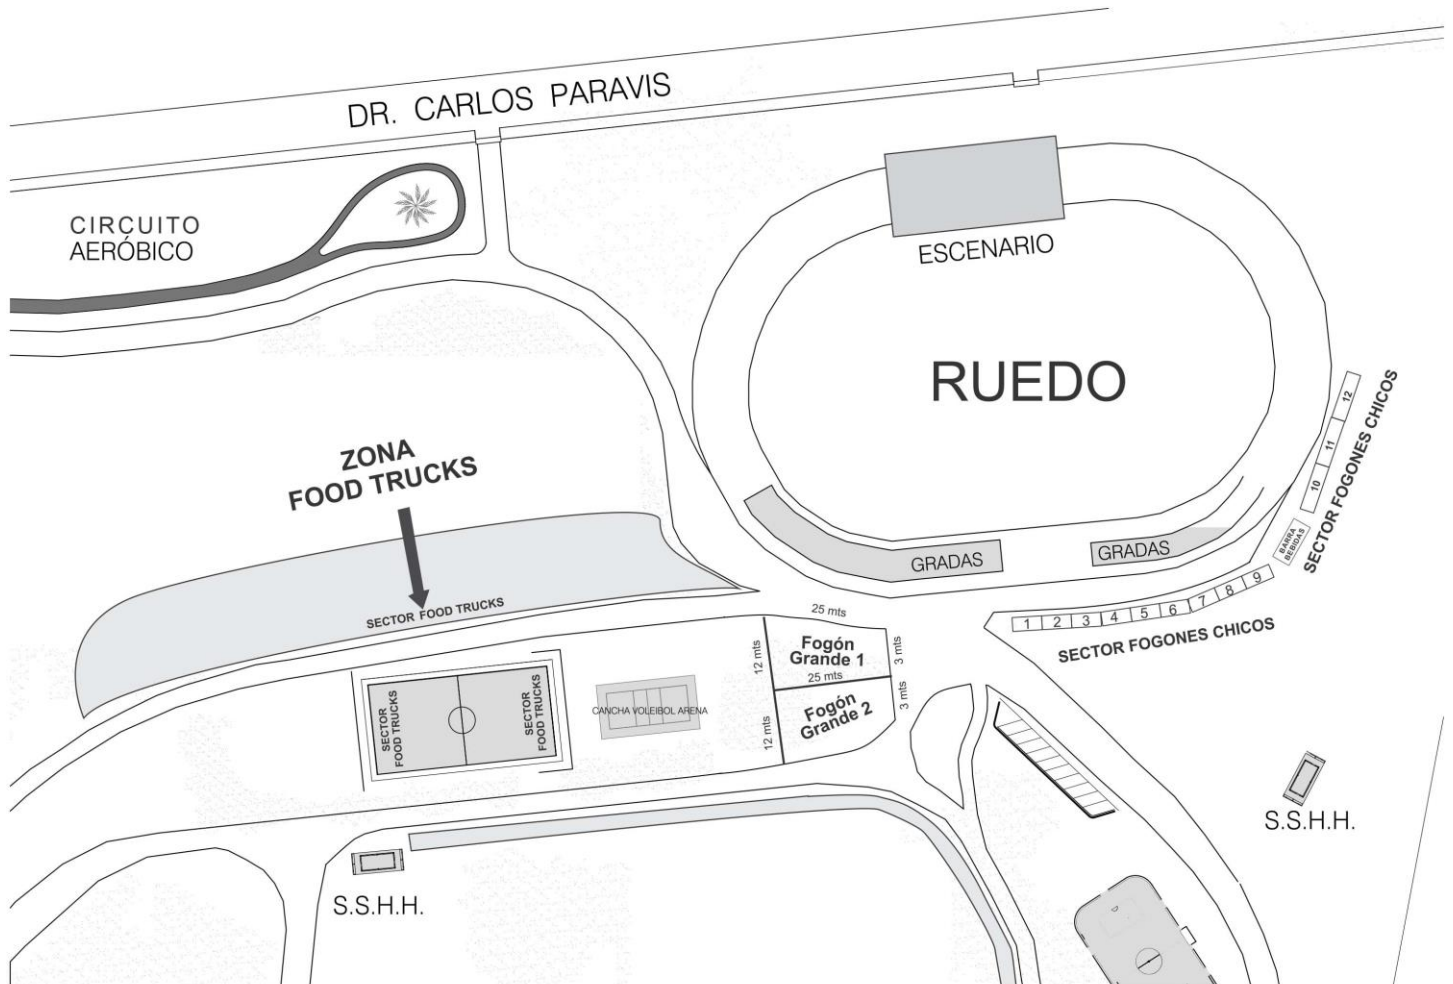 DR. CARLOS PARAVIS
CIRCUITO
AERÓBICO
ESCENARIO
RUEDO
ZONA
FOOD TRUCKS
SECTOR FOOD TRUCKS
GRADAS
GRADAS
12
11
10
SECTOR FOGONES CHICOS
BARRA
BEBIDAS
1 2 3 4 5 6 7 8 9
SECTOR FOGONES CHICOS
25 mts
12 mts
Fogón
Grande 1
3 mts
25 mts
12 mts
Fogón
Grande 2
3 mts
SECTOR
FOOD TRUCKS
SECTOR
FOOD TRUCKS
CANCHA VOLEIBOL ARENA
S.S.H.H.
S.S.H.H.